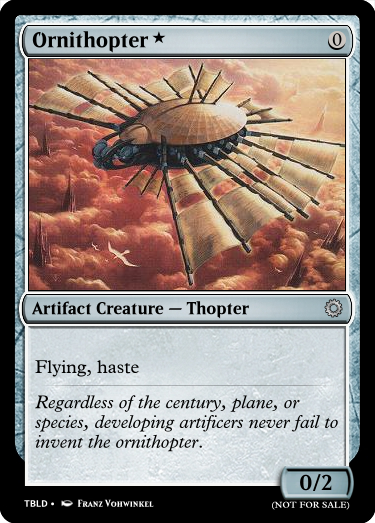 Ornithopter ★ 0
Artifact Creature — Thopter
Flying, haste
Regardless of the century, plane, or
species, developing artificers never fail to
invent the ornithopter.
0/2
TBLD • Franz Vohwinkel (NOT FOR SALE)